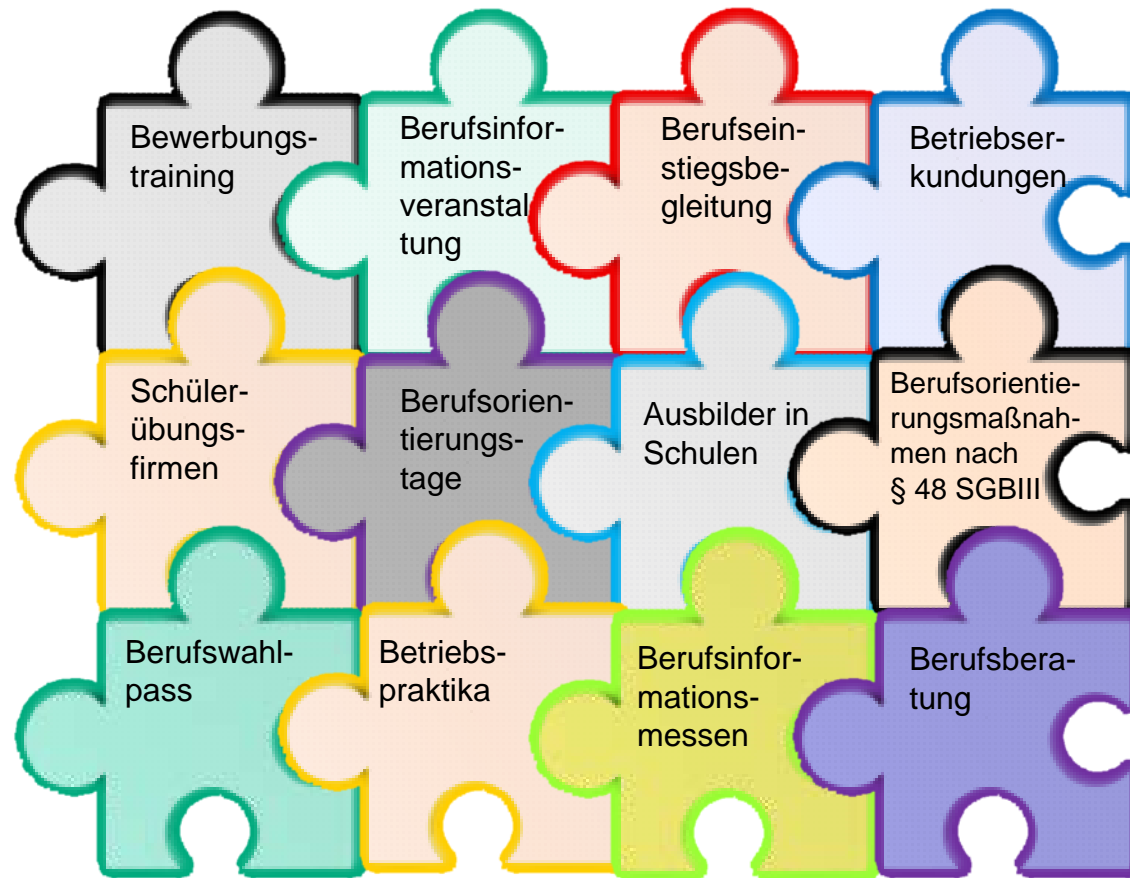 Bewerbungs-
training
Berufsinfor-
mations-
veranstal
tung
Berufsein-
stiegsbe-
gleitung
Betriebser-
kundungen
Schüler-
übungs-
firmen
Berufsorien-
tierungs-
tage
Ausbilder in
Schulen
Berufsorientie-
rungsmaßnah-
men nach
§ 48 SGBIII
Berufswahl-
pass
Betriebs-
praktika
Berufsinfor-
mations-
messen
Berufsbera-
tung